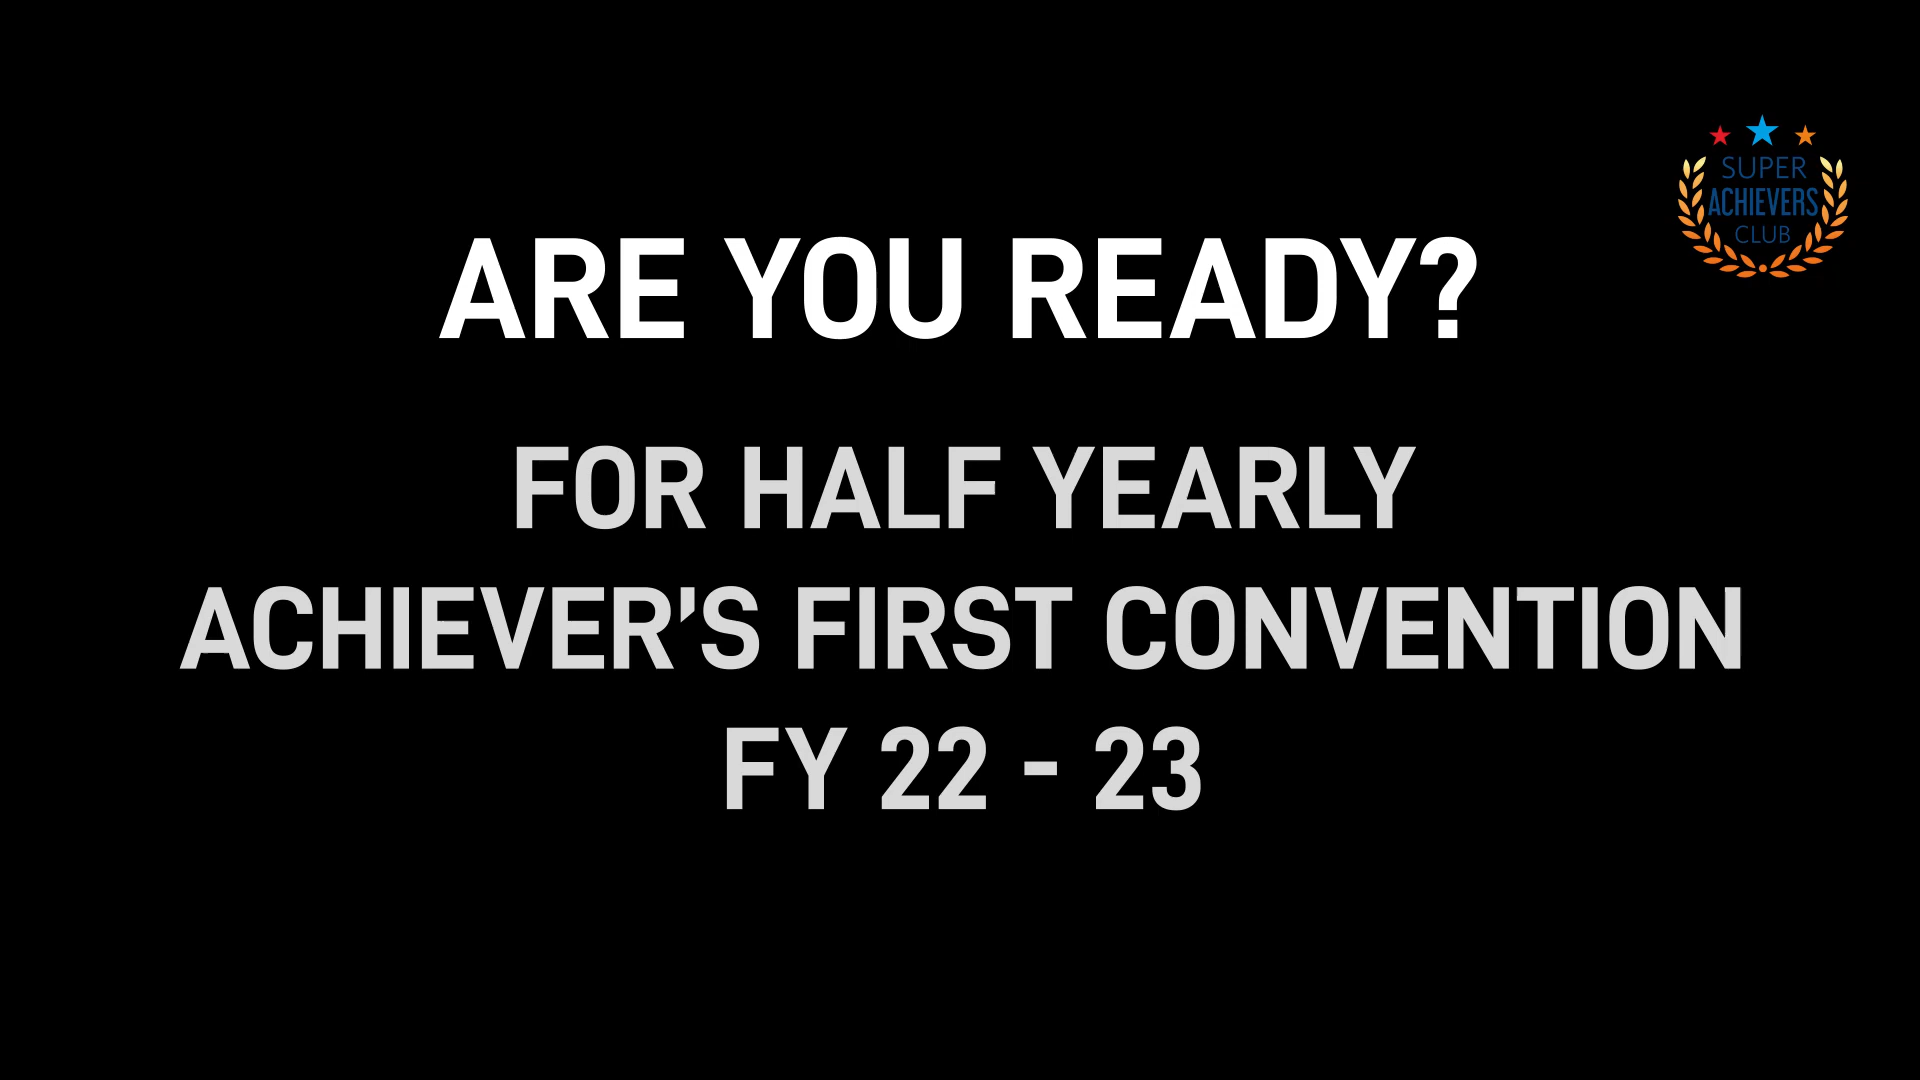 SUPER
ACHIEVERS
CLUB
ARE YOU READY?
FOR HALF YEARLY
ACHIEVER’S FIRST CONVENTION
FY 22 - 23